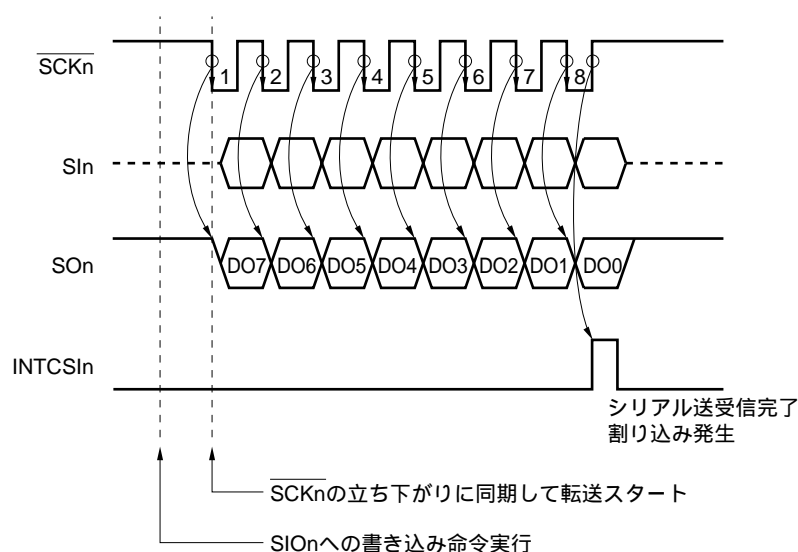 SCKn
1 2 3 4 5 6 7 8
SIn
SOn
DO7 DO6 DO5 DO4 DO3 DO2 DO1 DO0
INTCSIn
シリアル送受信完了
割り込み発生
SCKnの立ち下がりに同期して転送スタート
SIOnへの書き込み命令実行